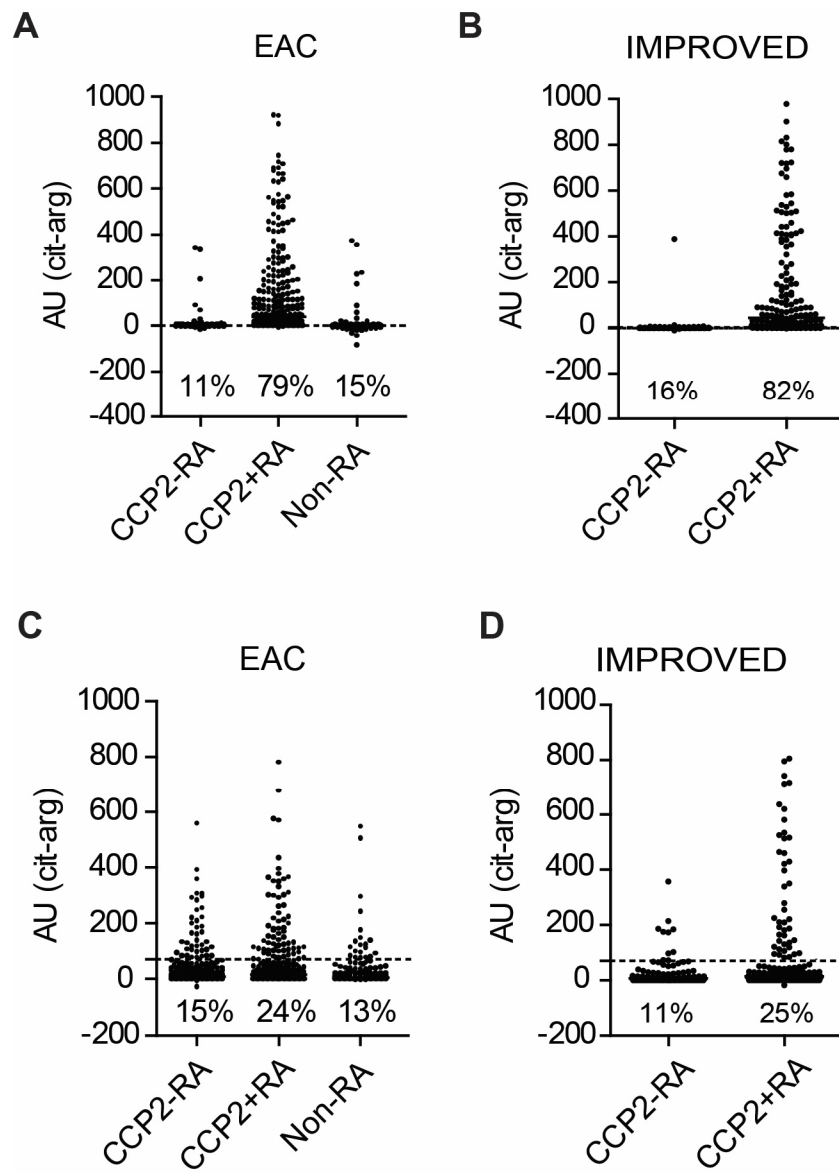 A
EAC
AU (cit-arg)
1000
800
600
400
200
0
-200
-400
11% 79% 15%
CCP2-RA
CCP2+RA
Non-RA
B
IMPROVED
AU (cit-arg)
1000
800
600
400
200
0
-200
-400
16% 82%
CCP2-RA
CCP2+RA
C
EAC
AU (cit-arg)
1000
800
600
400
200
0
-200
15% 24% 13%
CCP2-RA
CCP2+RA
Non-RA
D
IMPROVED
AU (cit-arg)
1000
800
600
400
200
0
-200
11% 25%
CCP2-RA
CCP2+RA